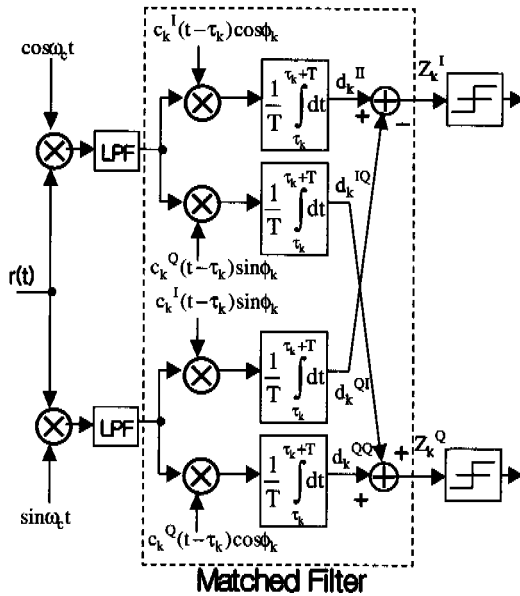 c_k^I(t−τ_k)cosϕ_k
cosω_ct
LPF
1/T ∫_{τ_k}^{τ_k+T} dt
d_k^{II}
+
−
Z_k^I
1/T ∫_{τ_k}^{τ_k+T} dt
d_k^{IQ}
c_k^Q(t−τ_k)sinϕ_k
r(t)
c_k^I(t−τ_k)sinϕ_k
1/T ∫_{τ_k}^{τ_k+T} dt
d_k^{QI}
LPF
1/T ∫_{τ_k}^{τ_k+T} dt
d_k^{QQ}
+
+
Z_k^Q
sinω_ct
c_k^Q(t−τ_k)cosϕ_k
Matched Filter